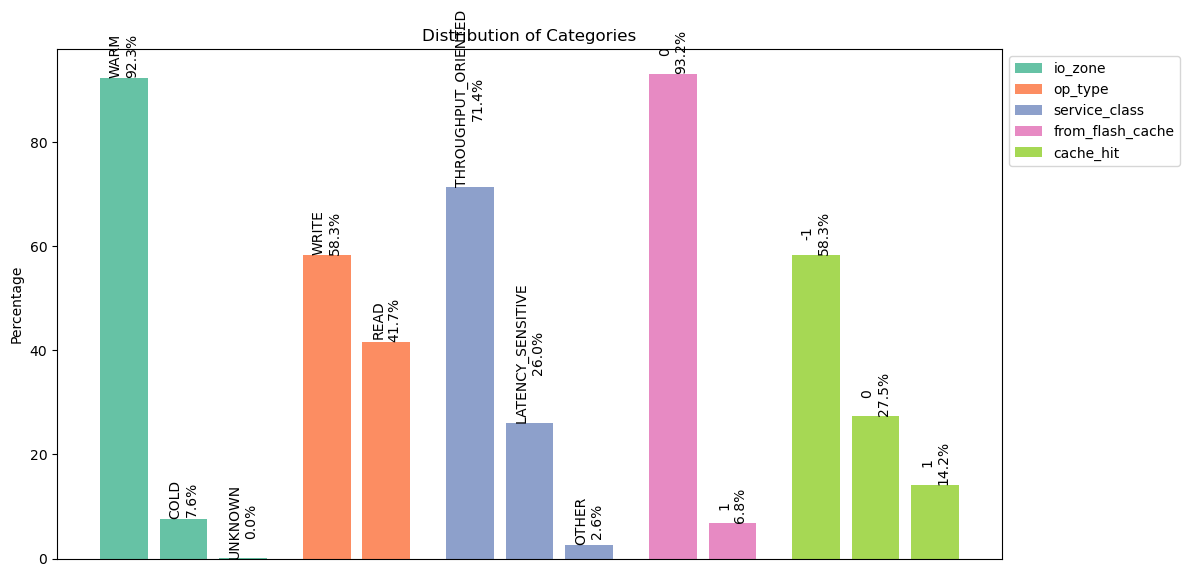 Distribution of Categories
Percentage
80
60
40
20
0
WARM
92.3%
COLD
7.6%
UNKNOWN
0.0%
WRITE
58.3%
READ
41.7%
THROUGHPUT_ORIENTED
71.4%
LATENCY_SENSITIVE
26.0%
OTHER
2.6%
0
93.2%
1
6.8%
-1
58.3%
0
27.5%
1
14.2%
io_zone
op_type
service_class
from_flash_cache
cache_hit